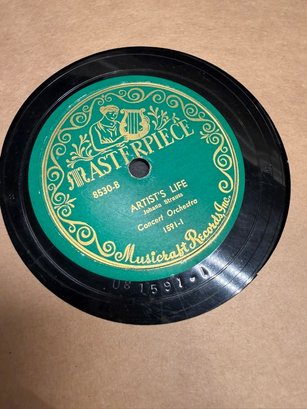 MASTERPIECE
8530-B
ARTIST'S LIFE
Johann Strauss
Concert Orchestra
1591-1
Musicraft Records, Inc.